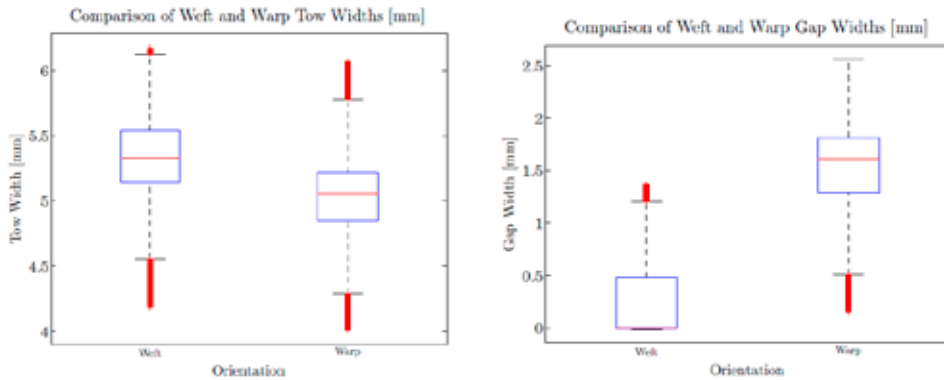 Comparison of Weft and Warp Tow Widths [mm]
Tow Width [mm]
6
5.5
5
4.5
4
Weft
Warp
Orientation
Comparison of Weft and Warp Gap Widths [mm]
Gap Width [mm]
2.5
2
1.5
1
0.5
0
Weft
Warp
Orientation